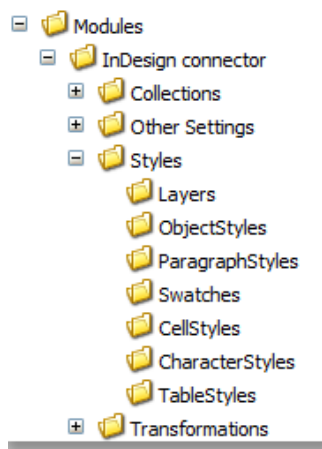 Modules
InDesign connector
Collections
Other Settings
Styles
Layers
ObjectStyles
ParagraphStyles
Swatches
CellStyles
CharacterStyles
TableStyles
Transformations